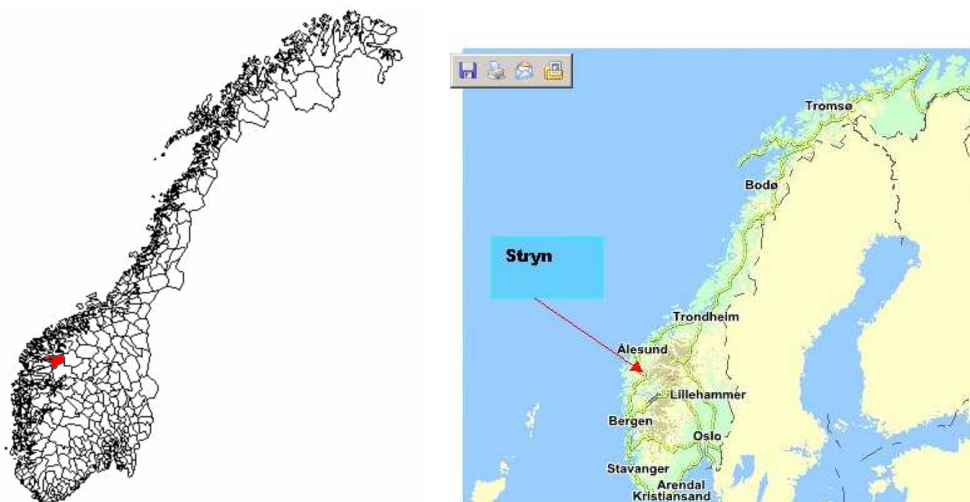 Tromsø
Bodø
Stryn
Trondheim
Ålesund
Lillehammer
Bergen
Oslo
Stavanger
Arendal
Kristiansand